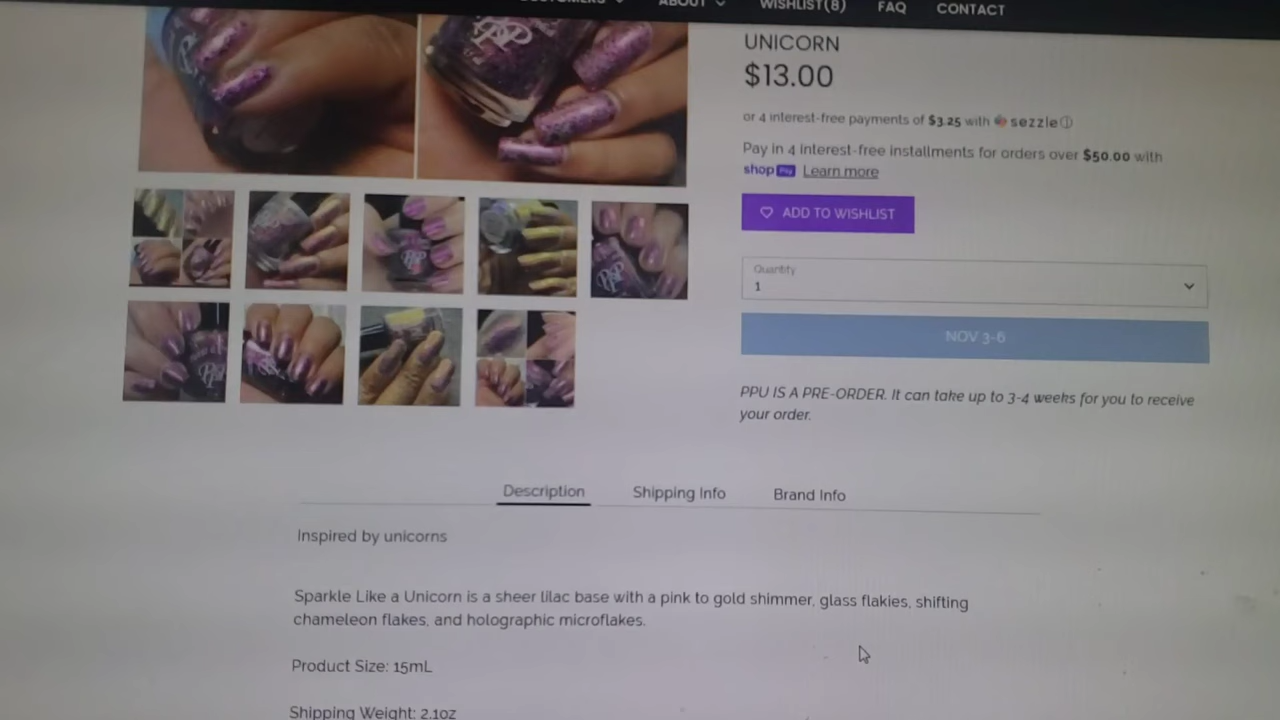 ABOUT
WISHLIST(8)
FAQ
CONTACT
UNICORN
$13.00
or 4 interest-free payments of $3.25 with sezzle
Pay in 4 interest-free installments for orders over $50.00 with
shop Pay Learn more
ADD TO WISHLIST
Quantity
1
NOV 3-6
PPU IS A PRE-ORDER. It can take up to 3-4 weeks for you to receive
your order.
Description
Shipping Info
Brand Info
Inspired by unicorns
Sparkle Like a Unicorn is a sheer lilac base with a pink to gold shimmer, glass flakies, shifting
chameleon flakes, and holographic microflakes.
Product Size: 15mL
Shipping Weight: 2.1oz